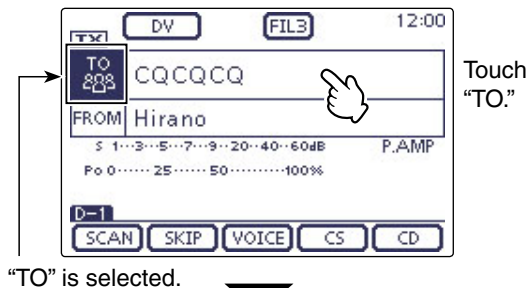 DV FIL3 12:00
TX
TO CQCQCQ
Touch
"TO."
FROM Hirano
S 1···3···5···7···9··20··40··60dB P.AMP
Po 0······25······50··········100%
D-1
SCAN SKIP VOICE CS CD
"TO" is selected.